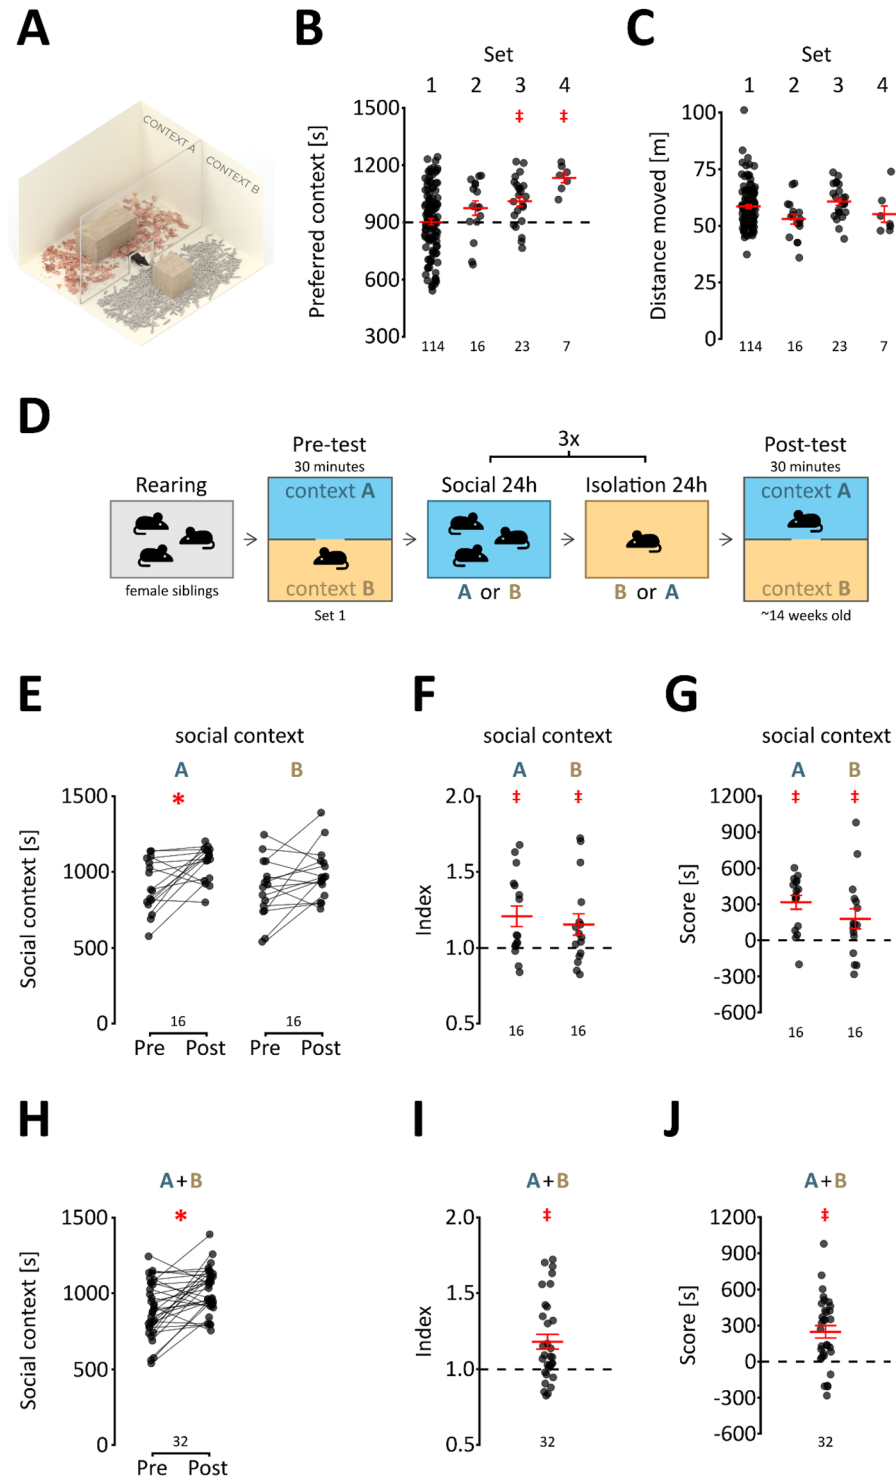 A
CONTEXT A
CONTEXT B
B
Set
1 2 3 4
‡ ‡
Preferred context [s]
1500
1200
900
600
300
114 16 23 7
C
Set
1 2 3 4
Distance moved [m]
100
75
50
25
0
114 16 23 7
D
Pre-test
30 minutes
3x
Post-test
30 minutes
Rearing
context A
Social 24h
Isolation 24h
context A
context B
context B
female siblings
A or B
B or A
Set 1
~14 weeks old
E
social context
A B
*
Social context [s]
1500
1000
500
0
16 16
Pre Post Pre Post
F
social context
A B
‡ ‡
Index
2.0
1.5
1.0
0.5
16 16
G
social context
A B
‡ ‡
Score [s]
1200
900
600
300
0
-300
-600
16 16
H
A+B
*
Social context [s]
1500
1000
500
0
32
Pre Post
I
A+B
‡
Index
2.0
1.5
1.0
0.5
32
J
A+B
‡
Score [s]
1200
900
600
300
0
-300
-600
32